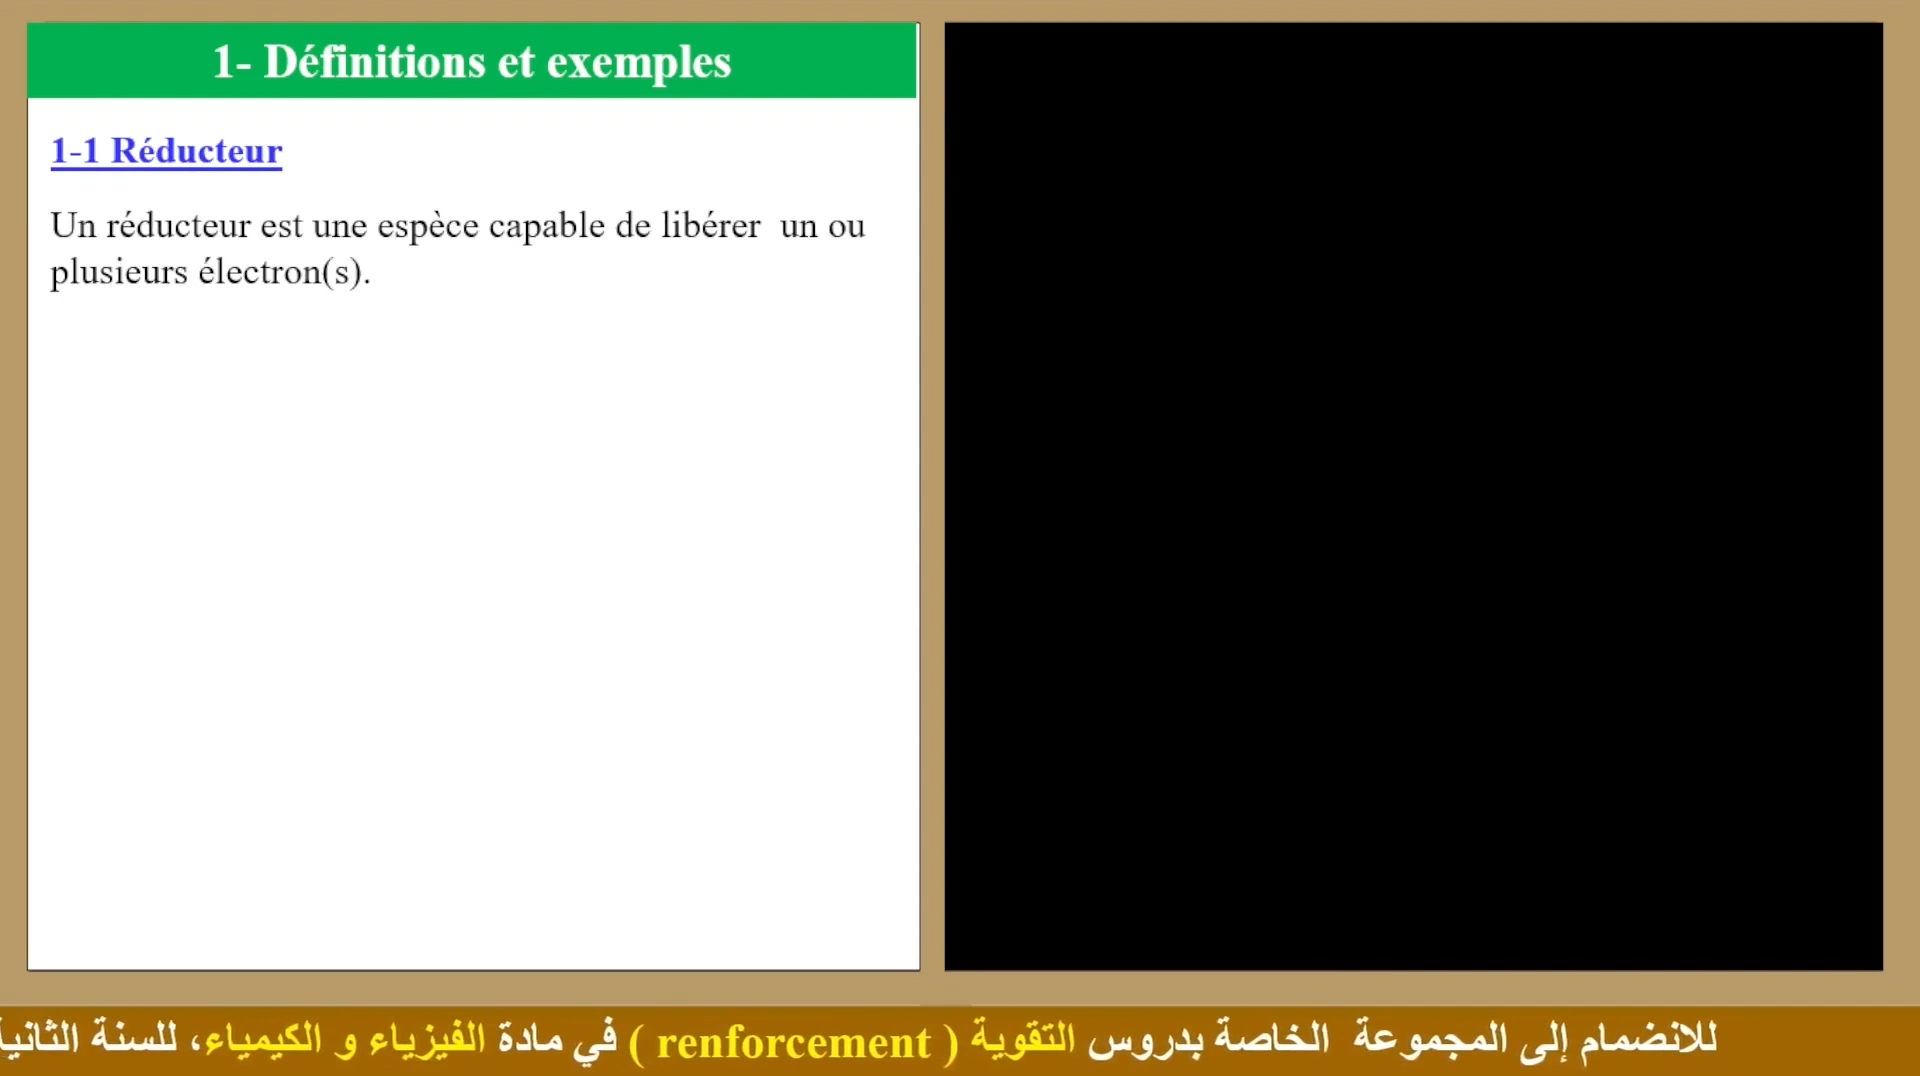 1- Définitions et exemples
1-1 Réducteur
Un réducteur est une espèce capable de libérer un ou
plusieurs électron(s).
للانضمام إلى المجموعة الخاصة بدروس التقوية ( renforcement ) في مادة الفيزياء و الكيمياء، للسنة